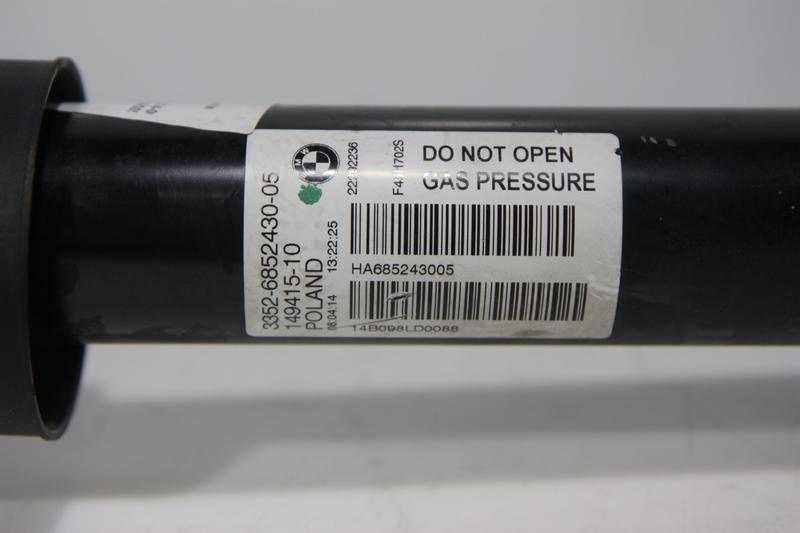 DO NOT OPEN
GAS PRESSURE
HA685243005
14B098LD0088
3352-6852430-05
149415-10
POLAND 13:22:25
08:04:14
BMW